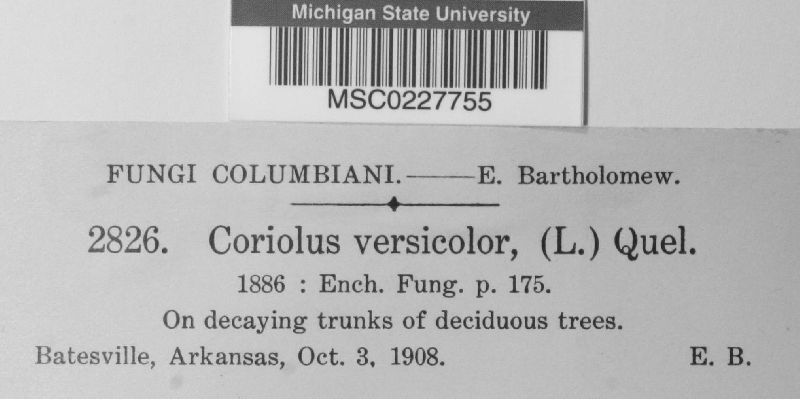 Michigan State University
MSC0227755
FUNGI COLUMBIANI.——E. Bartholomew.
2826. Coriolus versicolor, (L.) Quel.
1886 : Ench. Fung. p. 175.
On decaying trunks of deciduous trees.
Batesville, Arkansas, Oct. 3, 1908. E. B.